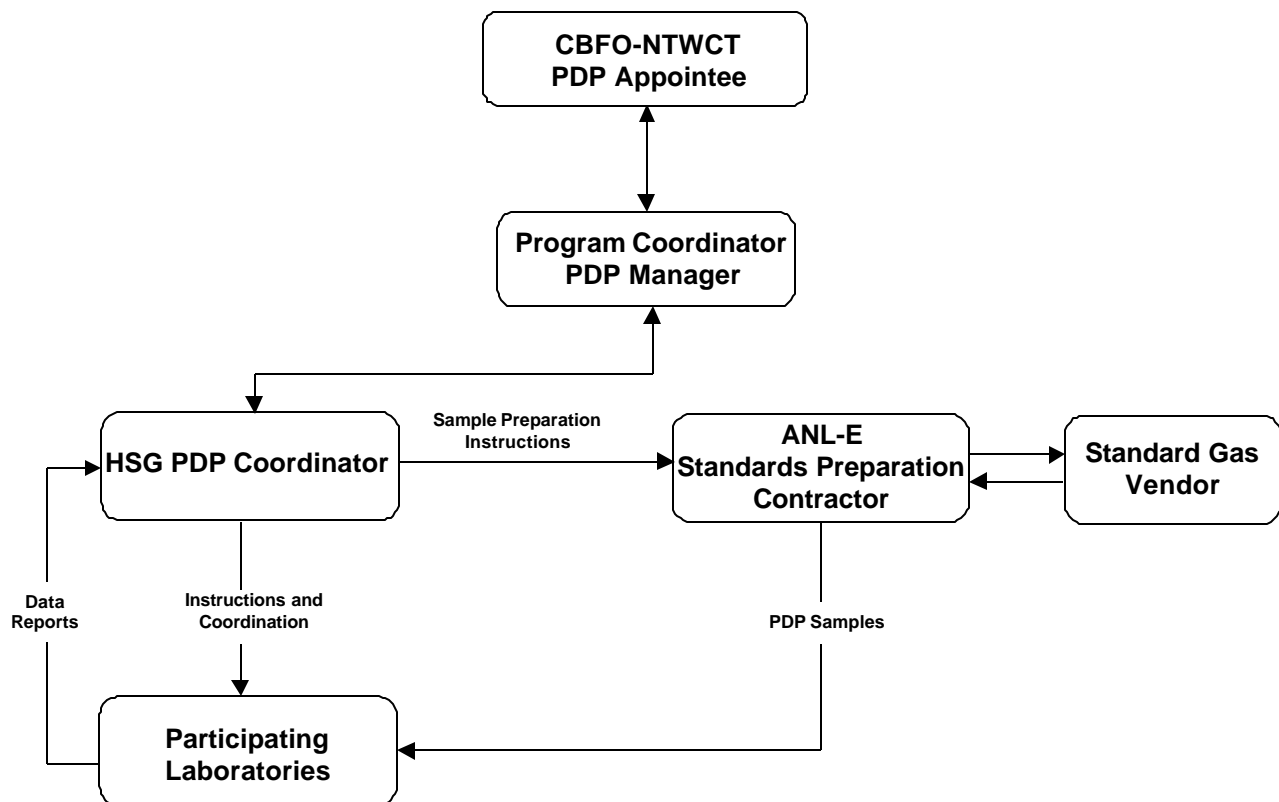 CBFO-NTWCT
PDP Appointee
Program Coordinator
PDP Manager
Sample Preparation
Instructions
HSG PDP Coordinator
ANL-E
Standards Preparation
Contractor
Standard Gas
Vendor
Data
Reports
Instructions and
Coordination
PDP Samples
Participating
Laboratories